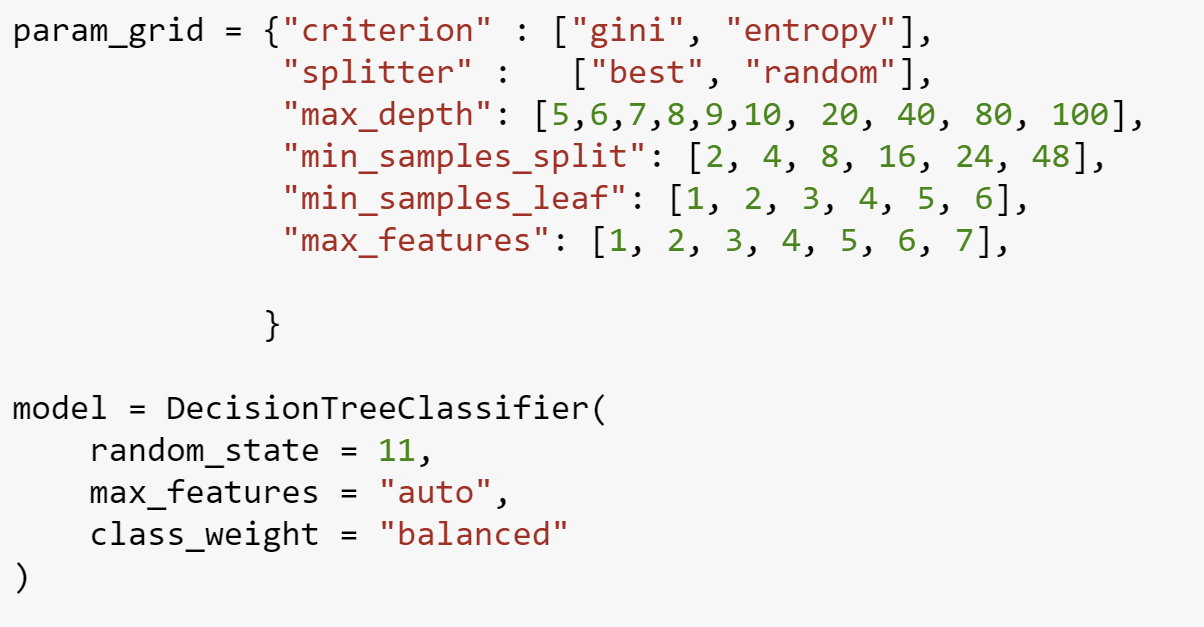 param_grid = {"criterion" : ["gini", "entropy"],
              "splitter" :   ["best", "random"],
              "max_depth": [5,6,7,8,9,10, 20, 40, 80, 100],
              "min_samples_split": [2, 4, 8, 16, 24, 48],
              "min_samples_leaf": [1, 2, 3, 4, 5, 6],
              "max_features": [1, 2, 3, 4, 5, 6, 7],
             }
model = DecisionTreeClassifier(
    random_state = 11,
    max_features = "auto",
    class_weight = "balanced"
)